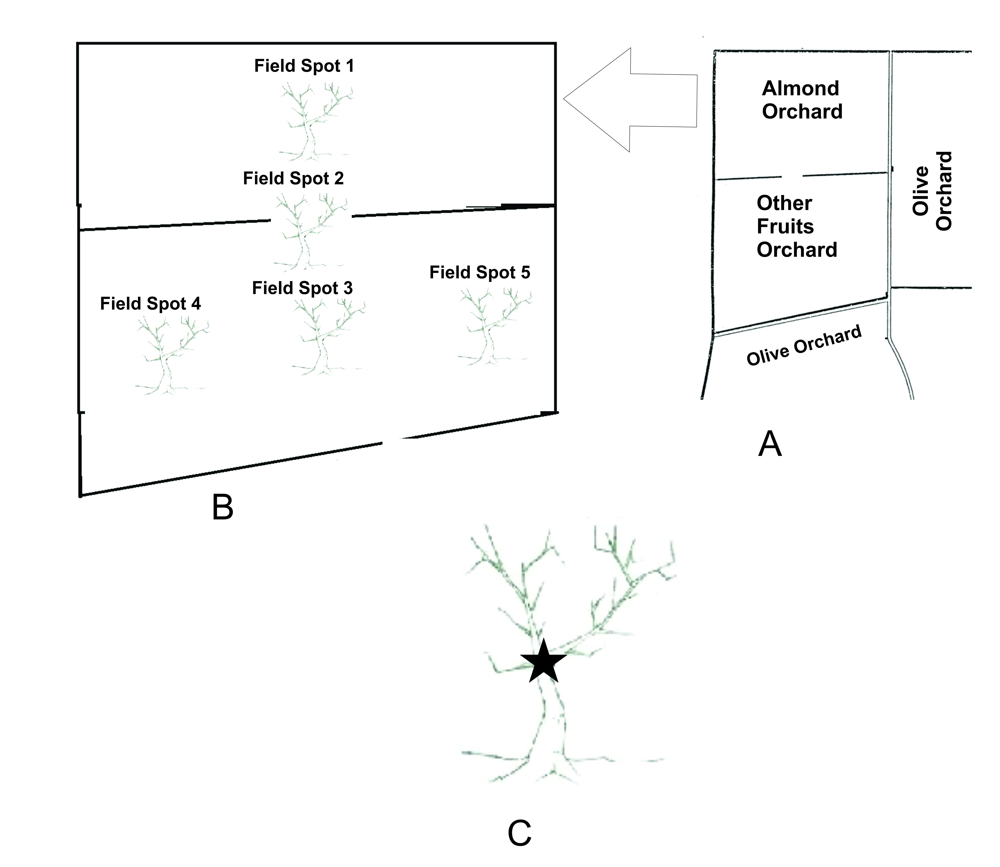 Field Spot 1
Field Spot 2
Field Spot 3
Field Spot 4
Field Spot 5
B
Almond
Orchard
Other
Fruits
Orchard
Olive
Orchard
Olive Orchard
A
C